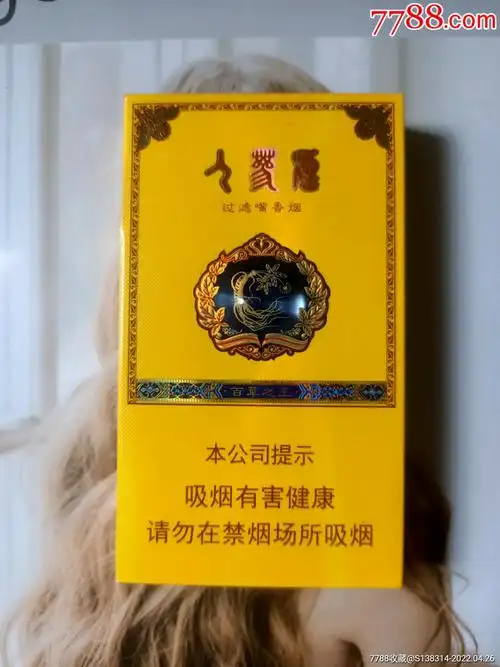 7788.com
人参烟
过滤嘴香烟
百草之王
本公司提示
吸烟有害健康
请勿在禁烟场所吸烟
7788收藏@S138314-2022.04.26